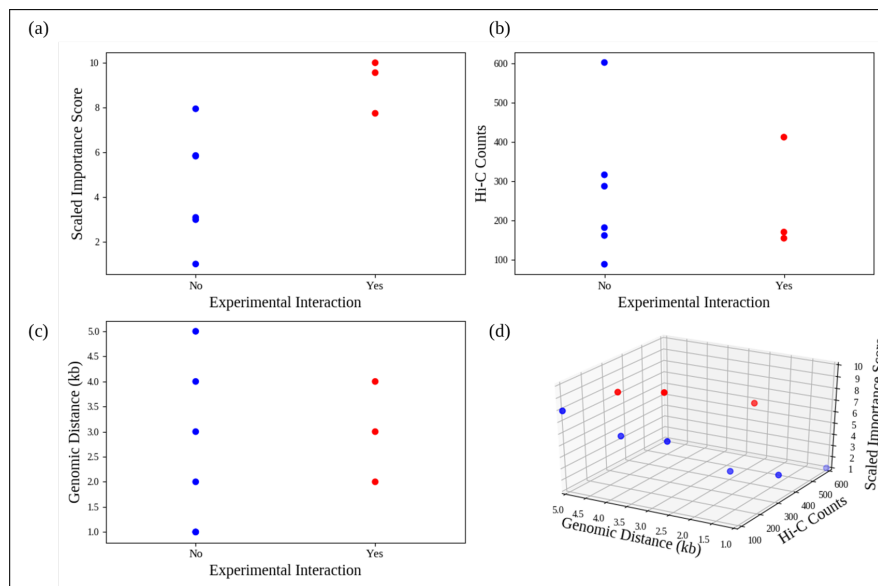 (a)
10
8
6
4
2
Scaled Importance Score
No
Yes
Experimental Interaction
(b)
600
500
400
300
200
100
Hi-C Counts
No
Yes
Experimental Interaction
(c)
5.0
4.5
4.0
3.5
3.0
2.5
2.0
1.5
1.0
Genomic Distance (kb)
No
Yes
Experimental Interaction
(d)
10
9
8
7
6
5
4
3
2
1
Scaled Importance
600
500
400
300
200
100
Hi-C Counts
5.0
4.5
4.0
3.5
3.0
2.5
2.0
1.5
1.0
Genomic Distance (kb)